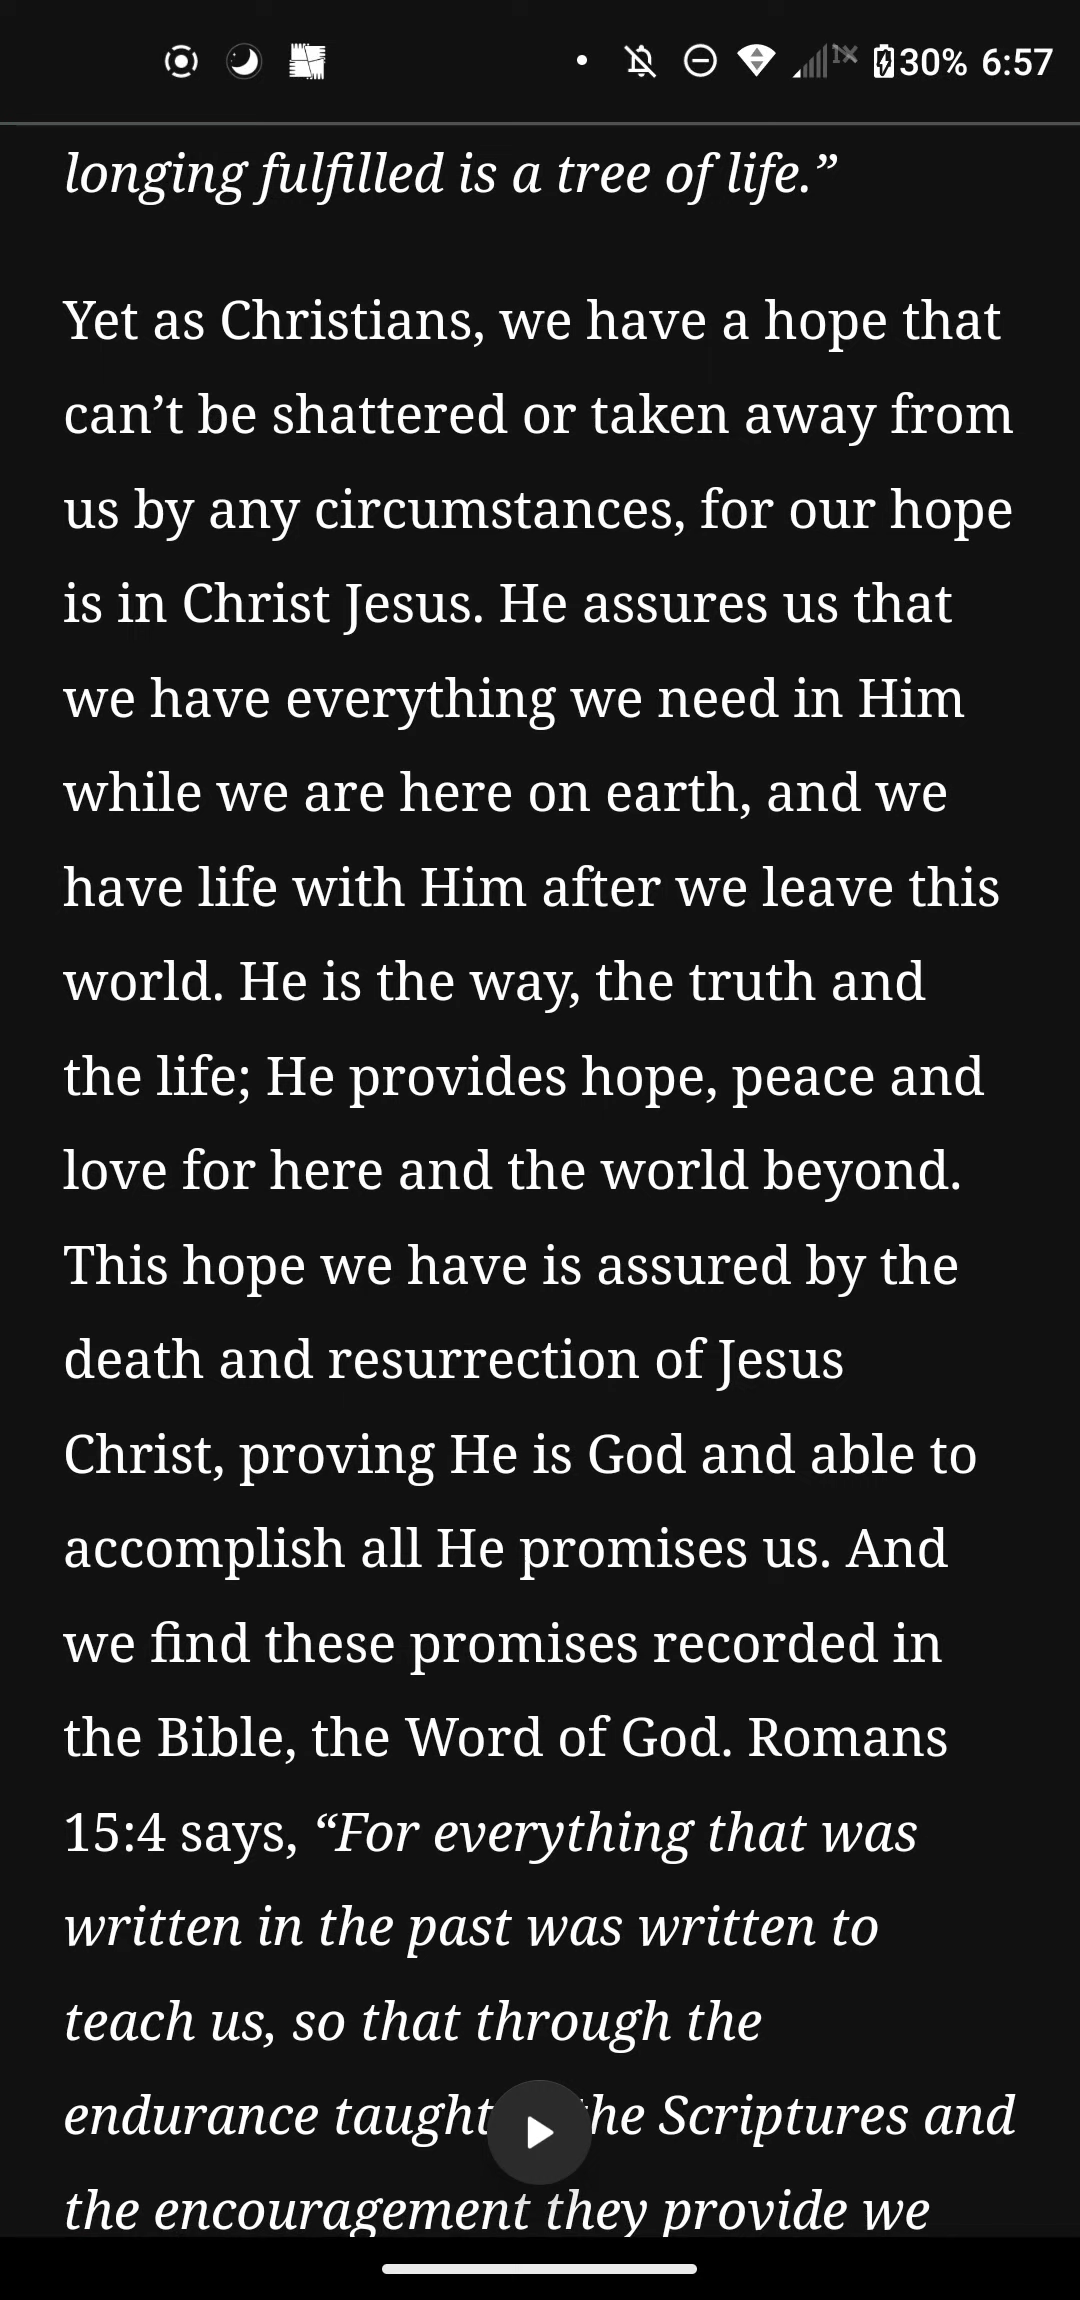 30% 6:57
longing fulfilled is a tree of life.”
Yet as Christians, we have a hope that
can’t be shattered or taken away from
us by any circumstances, for our hope
is in Christ Jesus. He assures us that
we have everything we need in Him
while we are here on earth, and we
have life with Him after we leave this
world. He is the way, the truth and
the life; He provides hope, peace and
love for here and the world beyond.
This hope we have is assured by the
death and resurrection of Jesus
Christ, proving He is God and able to
accomplish all He promises us. And
we find these promises recorded in
the Bible, the Word of God. Romans
15:4 says, “For everything that was
written in the past was written to
teach us, so that through the
endurance taught the Scriptures and
the encouragement they provide we